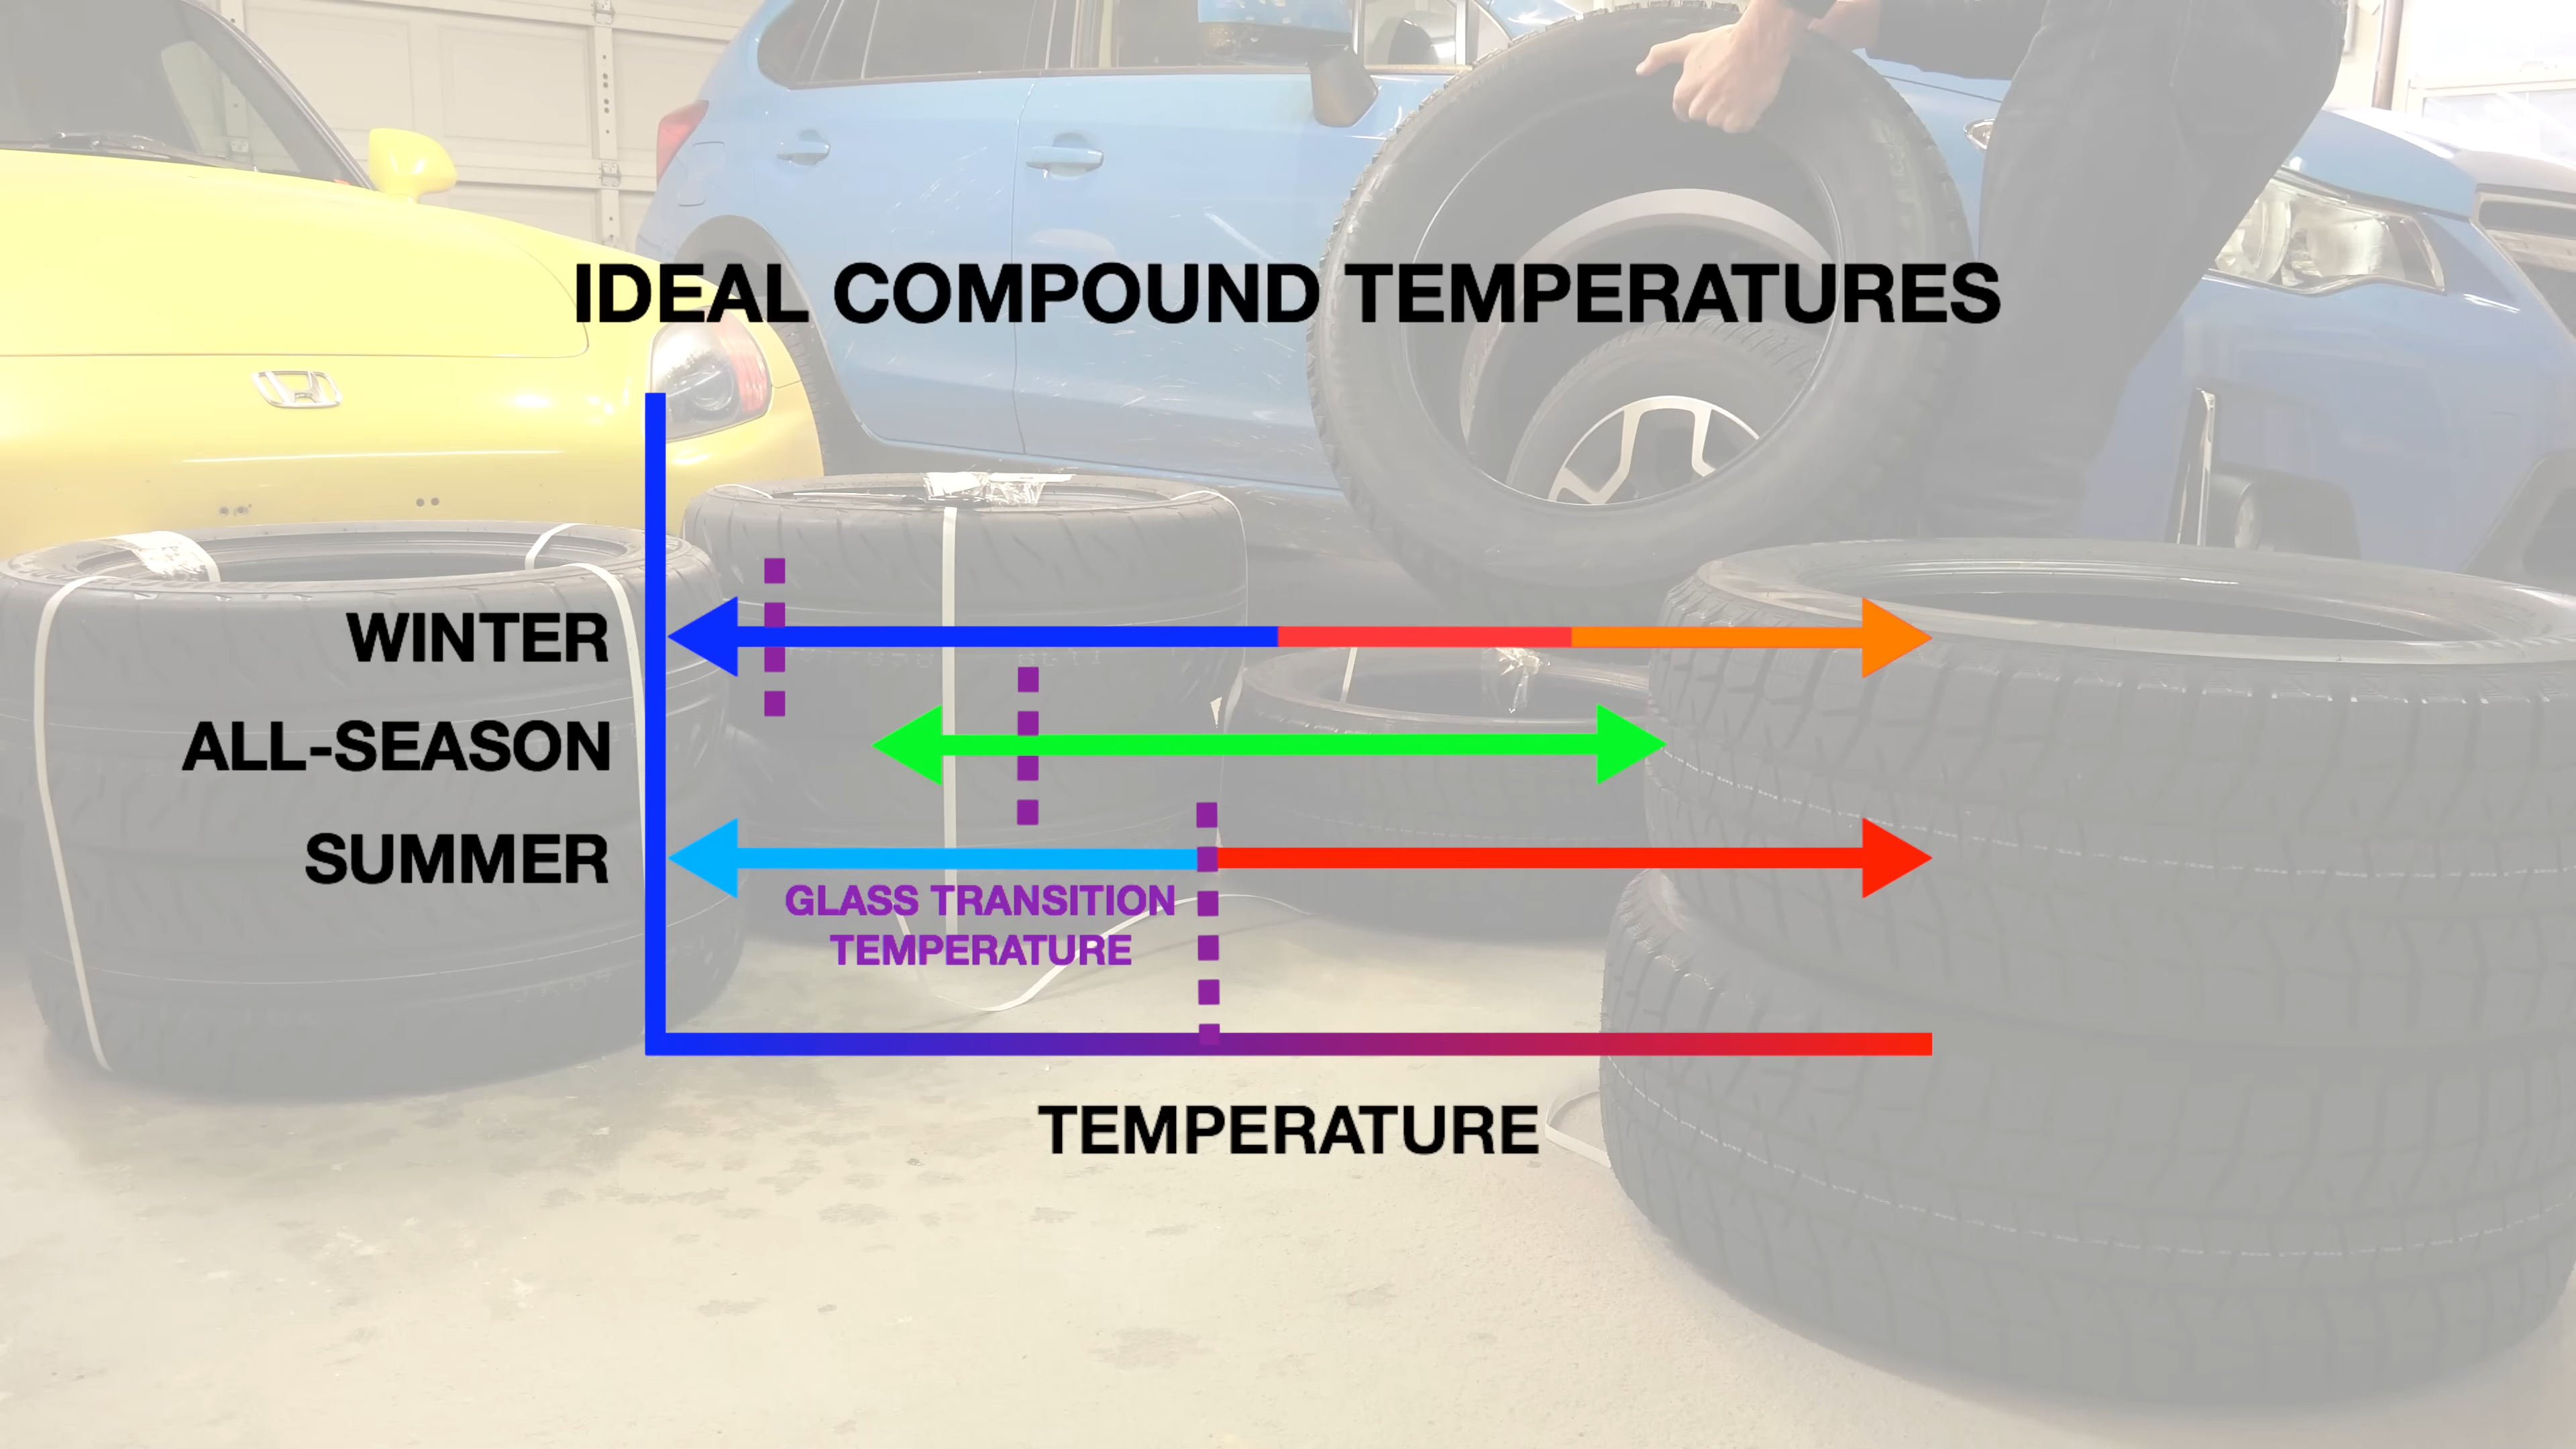 IDEAL COMPOUND TEMPERATURES
WINTER
ALL-SEASON
SUMMER
GLASS TRANSITION
TEMPERATURE
TEMPERATURE